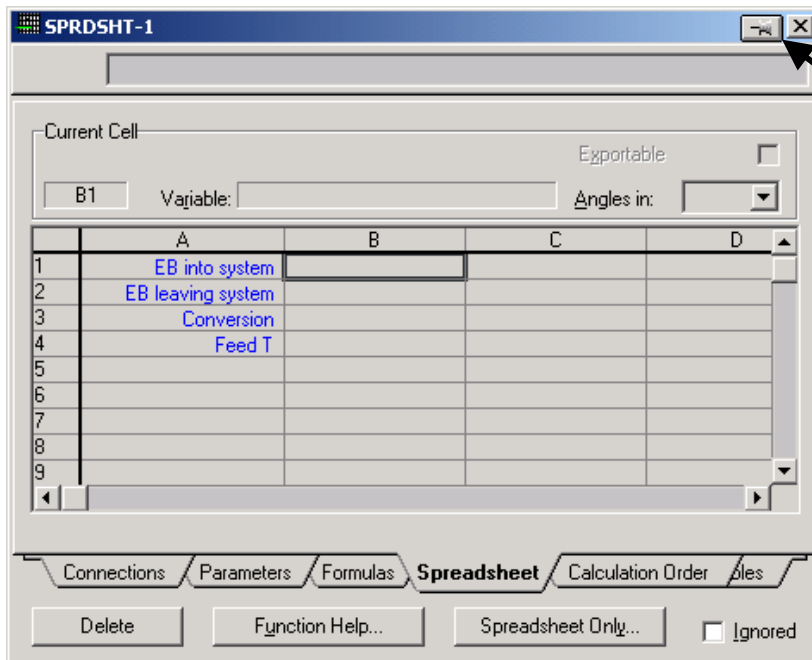 SPRDSHT-1
Current Cell
Exportable
B1 Variable: Angles in:
A B C D
1 EB into system
2 EB leaving system
3 Conversion
4 Feed T
5
6
7
8
9
Connections Parameters Formulas Spreadsheet Calculation Order bles
Delete Function Help... Spreadsheet Only... Ignored